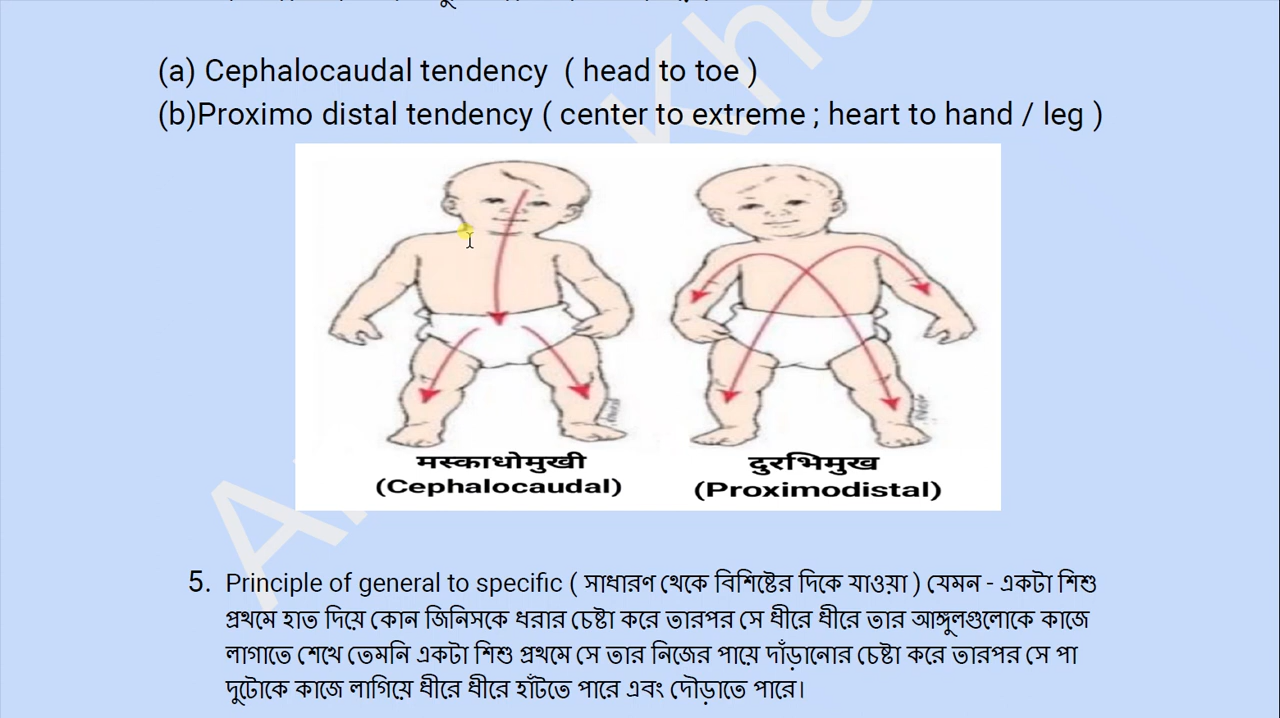 (a) Cephalocaudal tendency ( head to toe )
(b)Proximo distal tendency ( center to extreme ; heart to hand / leg )
मस्काधोमुखी
(Cephalocaudal)
दुरभिमुख
(Proximodistal)
5. Principle of general to specific ( সাধারণ থেকে বিশিষ্টের দিকে যাওয়া ) যেমন - একটা শিশু
প্রথমে হাত দিয়ে কোন জিনিসকে ধরার চেষ্টা করে তারপর সে ধীরে ধীরে তার আঙ্গুলগুলোকে কাজে
লাগাতে শেখে তেমনি একটা শিশু প্রথমে সে তার নিজের পায়ে দাঁড়ানোর চেষ্টা করে তারপর সে পা
দুটোকে কাজে লাগিয়ে ধীরে ধীরে হাঁটতে পারে এবং দৌড়াতে পারে।